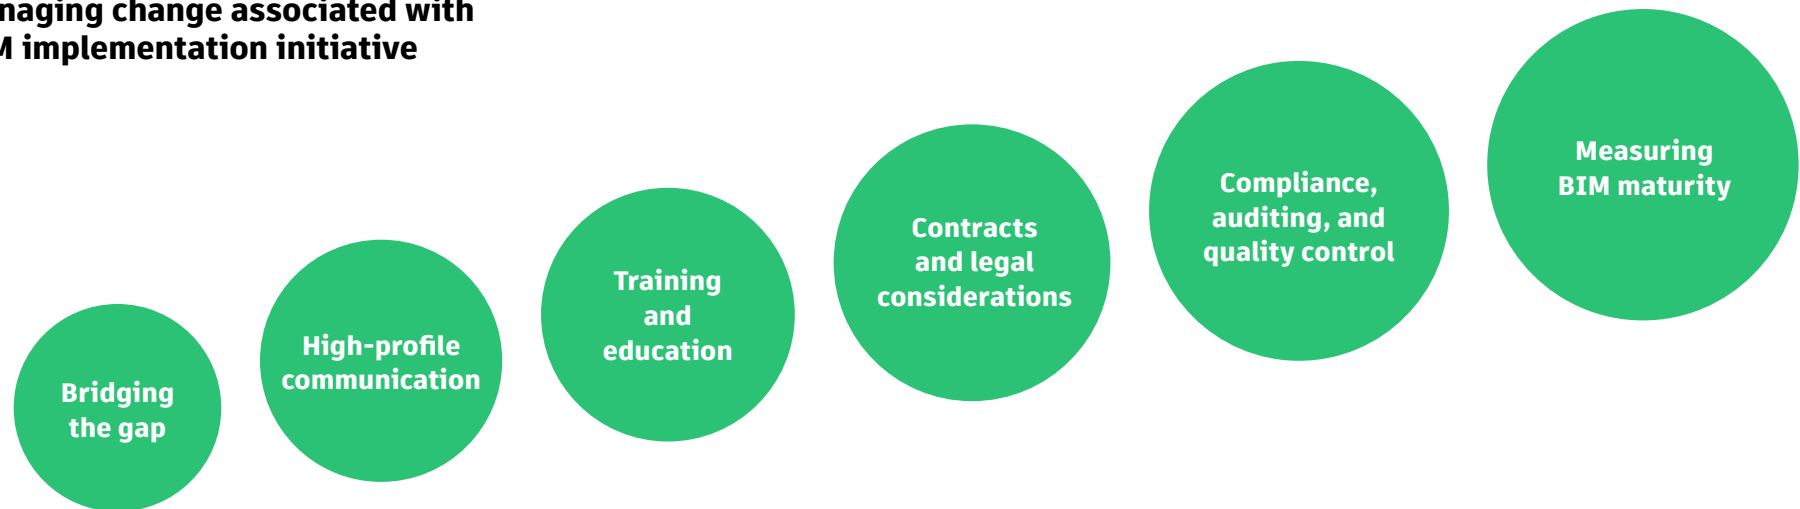 naging change associated with
M implementation initiative
Measuring
BIM maturity
Compliance,
auditing, and
quality control
Contracts
and legal
considerations
Training
and
education
High-profile
communication
Bridging
the gap